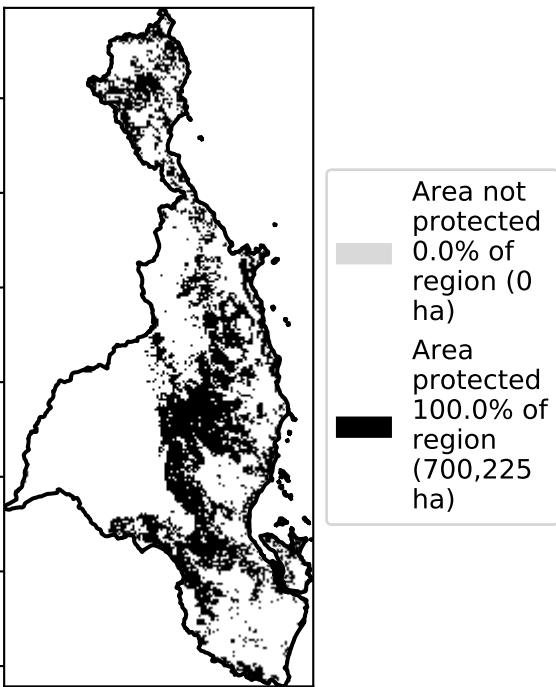 Area not
protected
0.0% of
region (0
ha)
Area
protected
100.0% of
region
(700,225
ha)